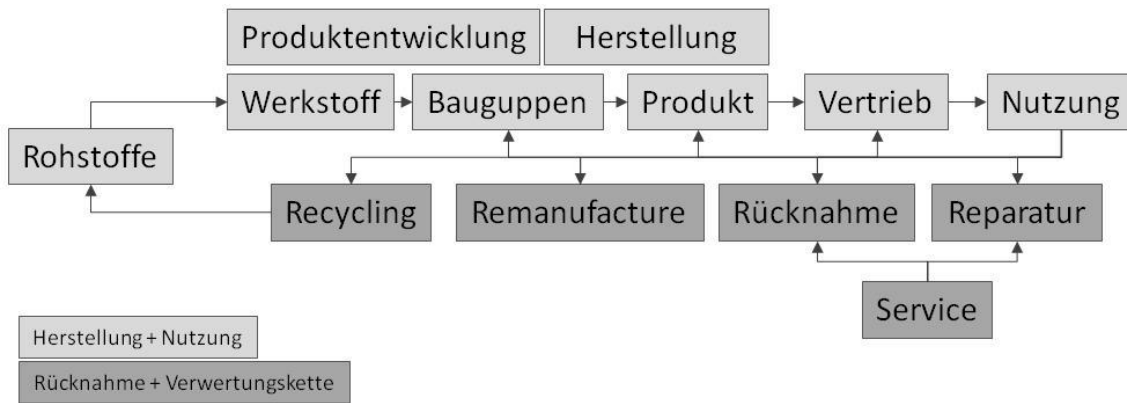 Produktentwicklung
Herstellung
Werkstoff
Bauguppen
Produkt
Vertrieb
Nutzung
Rohstoffe
Recycling
Remanufacture
Rücknahme
Reparatur
Service
Herstellung + Nutzung
Rücknahme + Verwertungskette